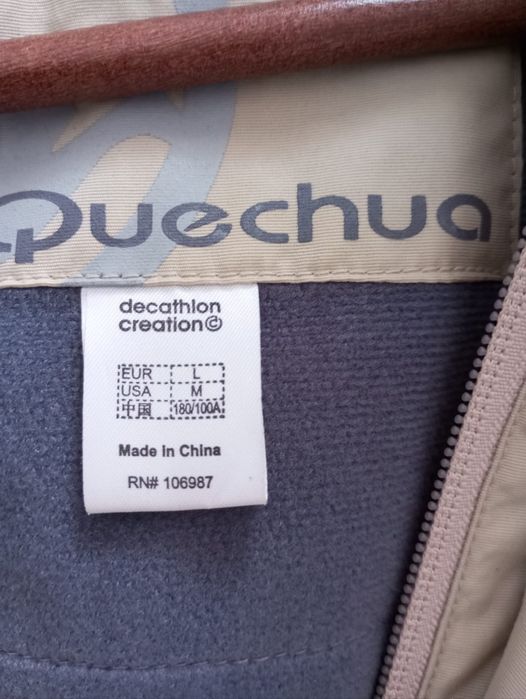 Quechua
decathlon
creation©
EUR L
USA M
中国 180/100A
Made in China
RN# 106987